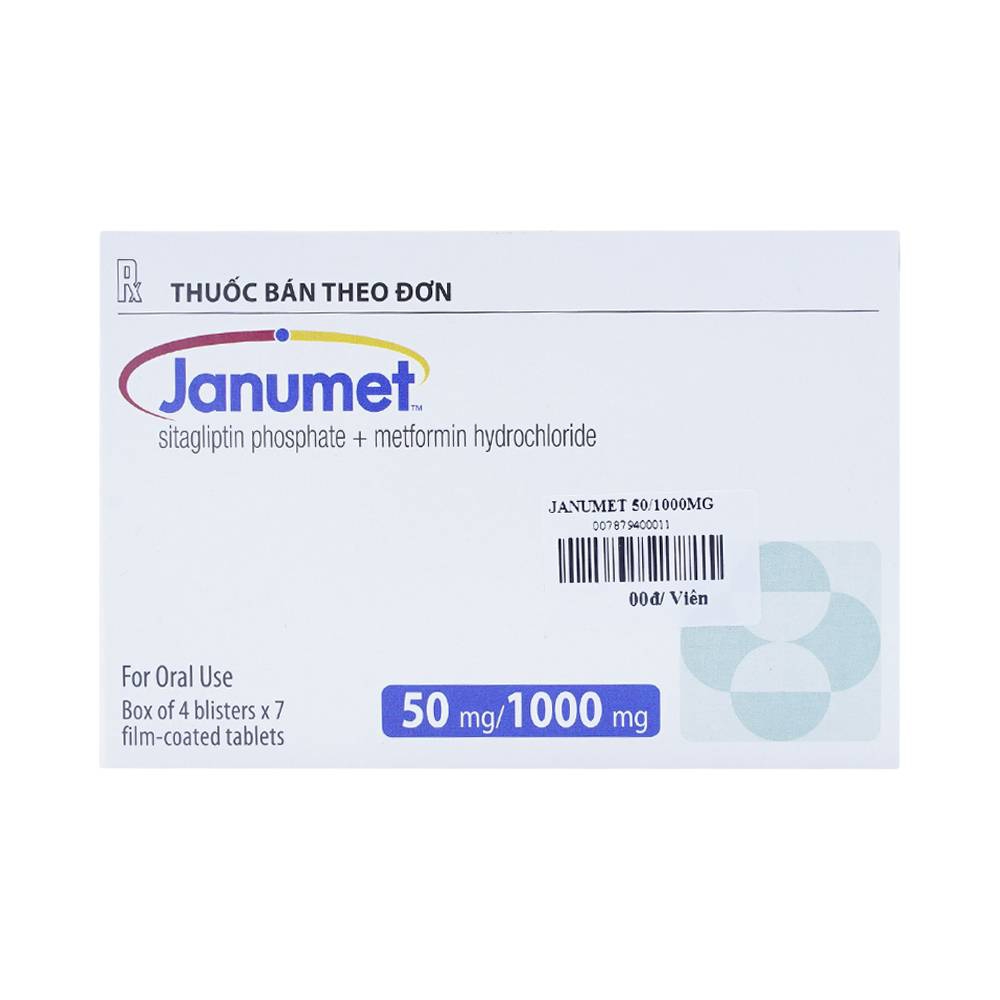 Rx THUỐC BÁN THEO ĐƠN
Janumet™
sitagliptin phosphate + metformin hydrochloride
JANUMET 50/1000MG
007879400011
00đ/ Viên
For Oral Use
Box of 4 blisters x 7
film-coated tablets
50 mg/1000 mg